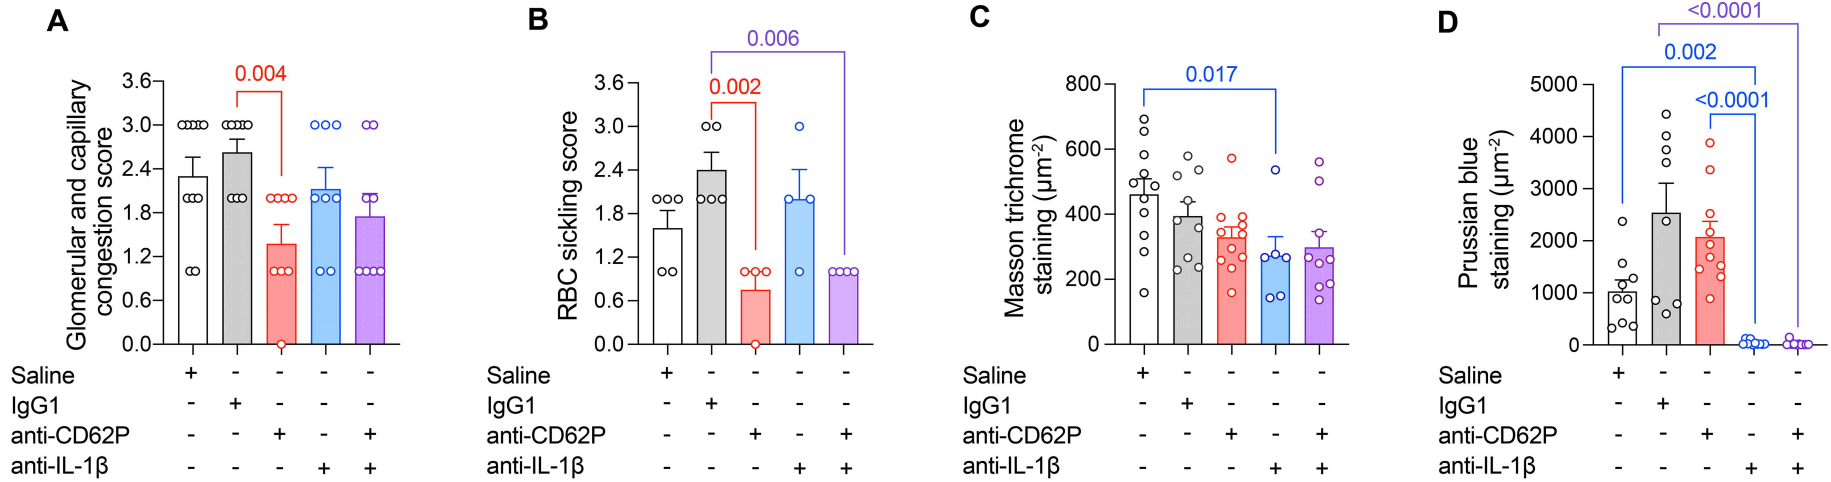 A
Glomerular and capillary
congestion score
3.6
3.0
2.4
1.8
1.2
0.6
0.0
0.004
Saline + - - - -
IgG1 - + - - -
anti-CD62P - - + - +
anti-IL-1β - - - + +
B
RBC sickling score
3.6
3.0
2.4
1.8
1.2
0.6
0.0
0.006
0.002
Saline + - - - -
IgG1 - + - - -
anti-CD62P - - + - +
anti-IL-1β - - - + +
C
Masson trichrome
staining (µm⁻²)
800
600
400
200
0
0.017
Saline + - - - -
IgG1 - + - - -
anti-CD62P - - + - +
anti-IL-1β - - - + +
D
Prussian blue
staining (µm⁻²)
5000
4000
3000
2000
1000
0
<0.0001
0.002
<0.0001
Saline + - - - -
IgG1 - + - - -
anti-CD62P - - + - +
anti-IL-1β - - - + +